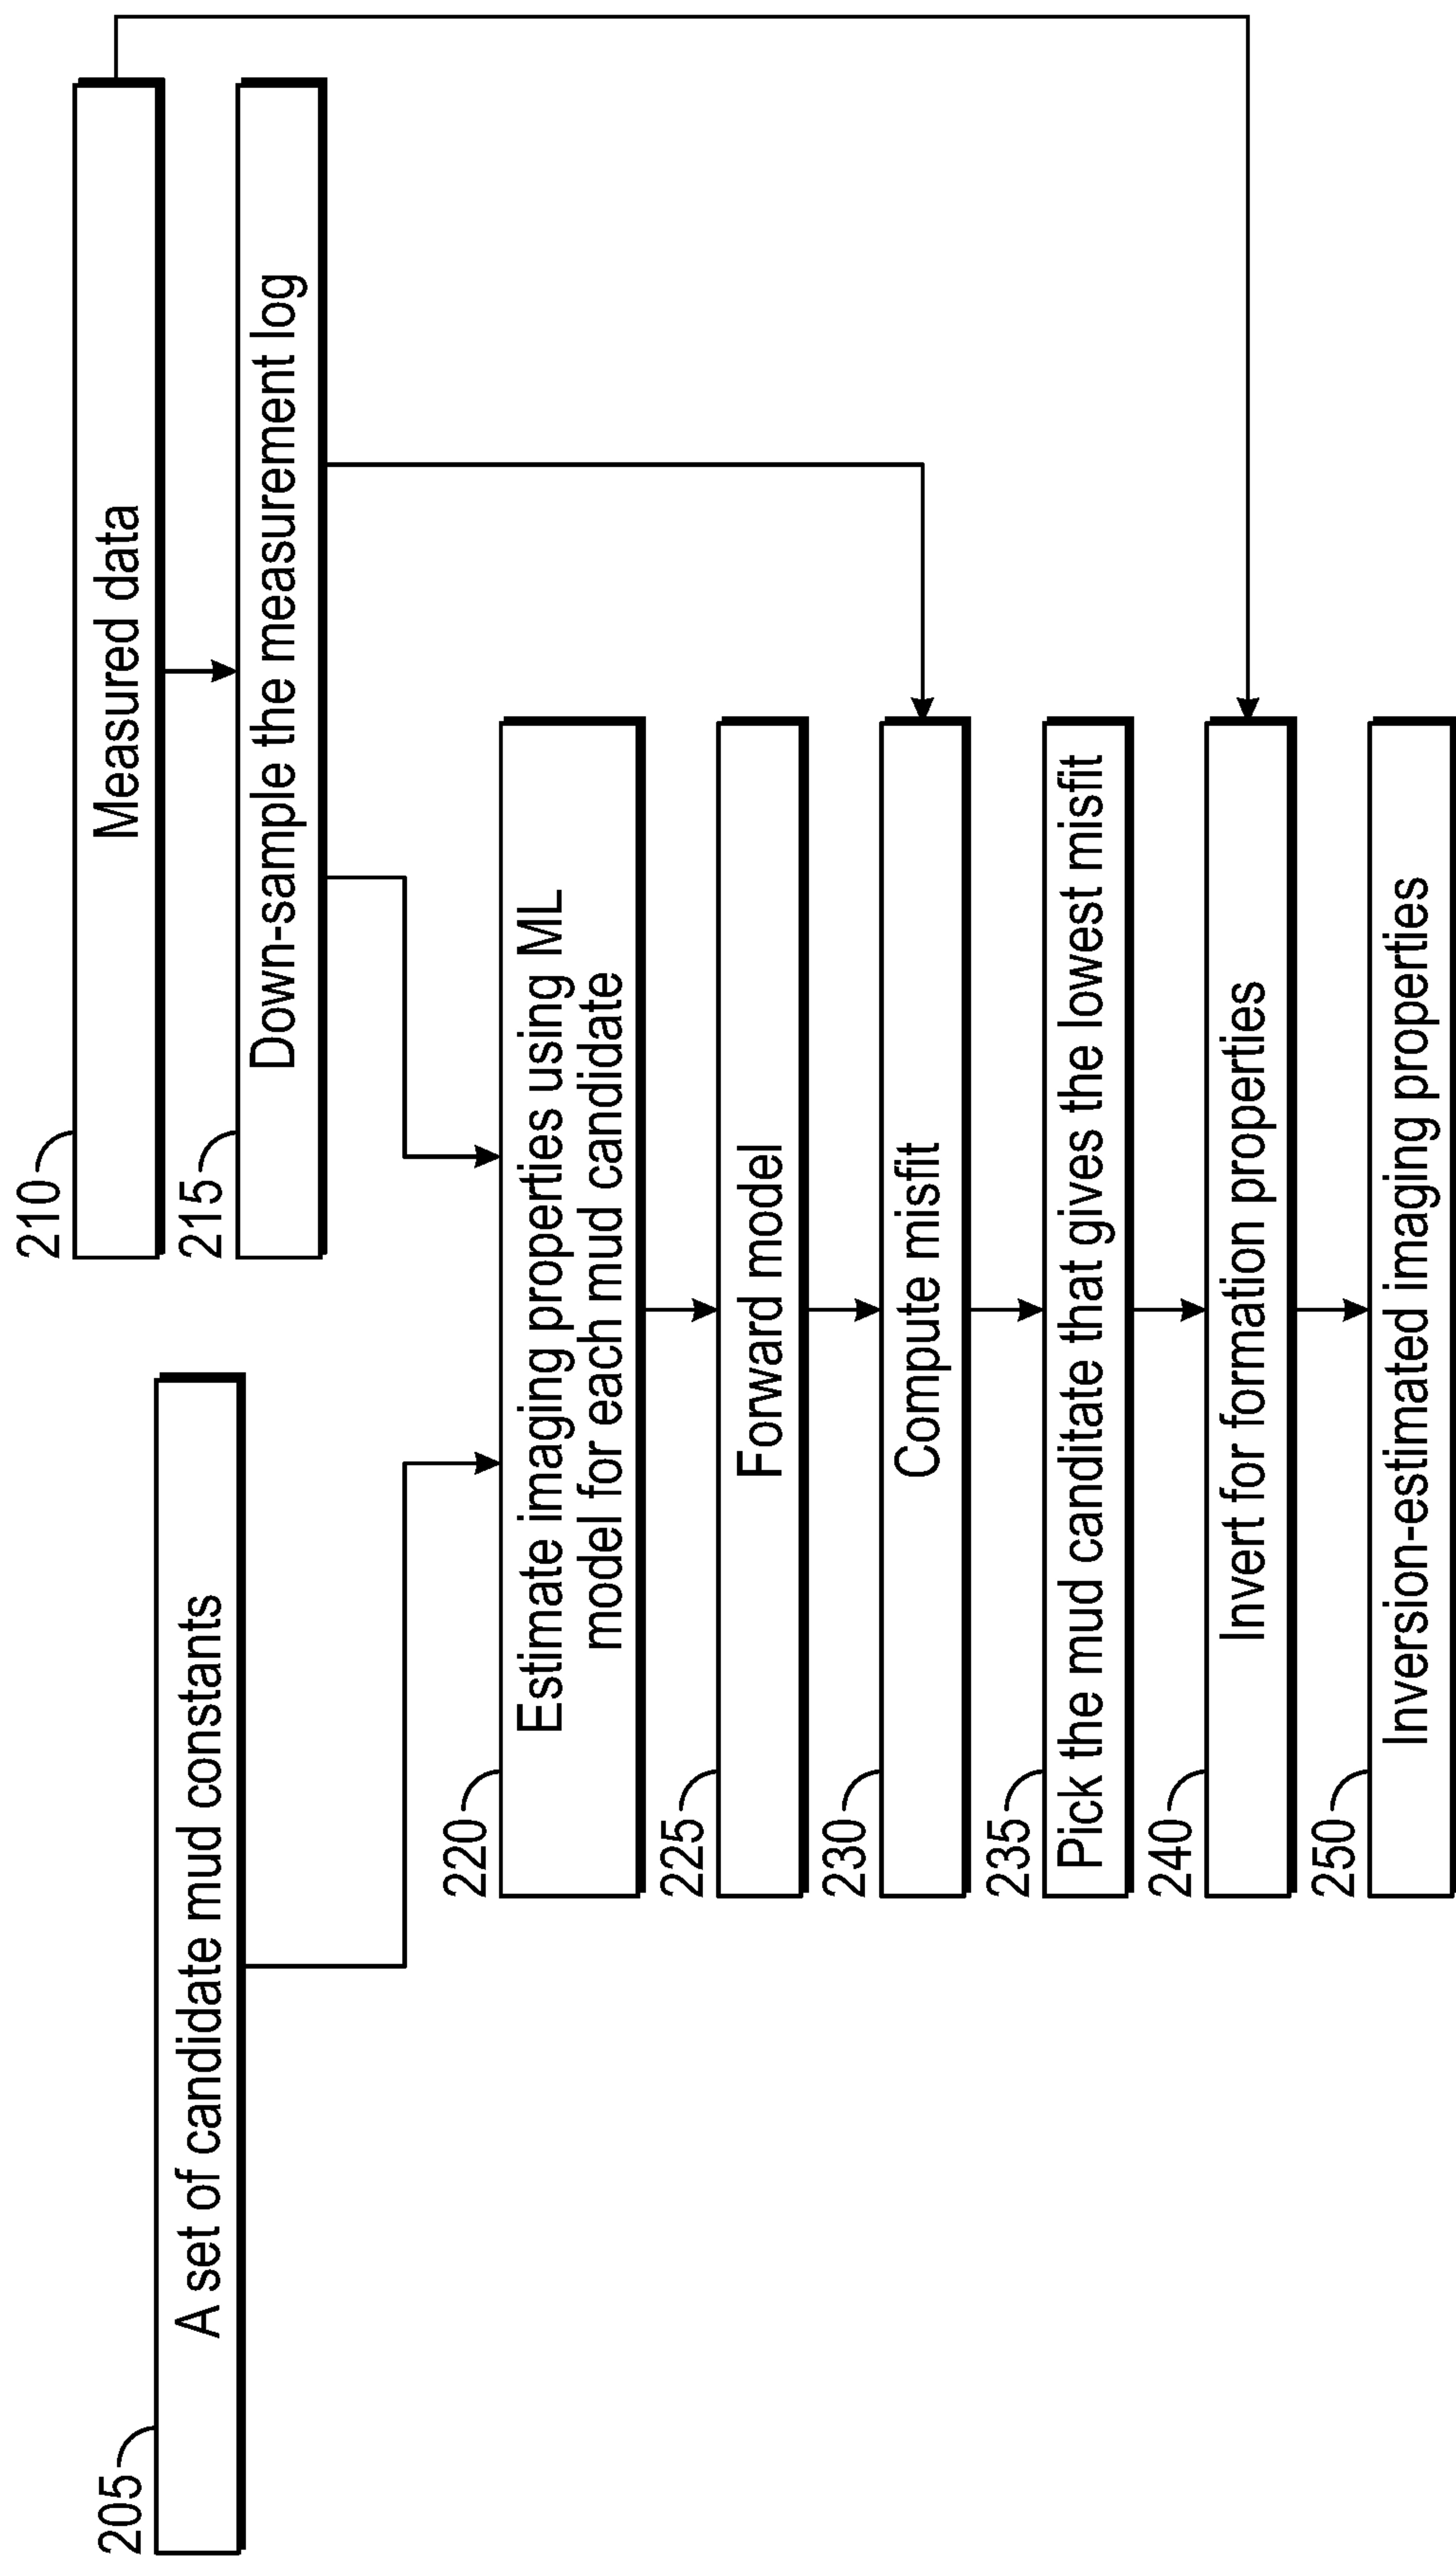 205
A set of candidate mud constants
210
Measured data
215
Down-sample the measurement log
220
Estimate imaging properties using ML
model for each mud candidate
225
Forward model
230
Compute misfit
235
Pick the mud canditate that gives the lowest misfit
240
Invert for formation properties
250
Inversion-estimated imaging properties